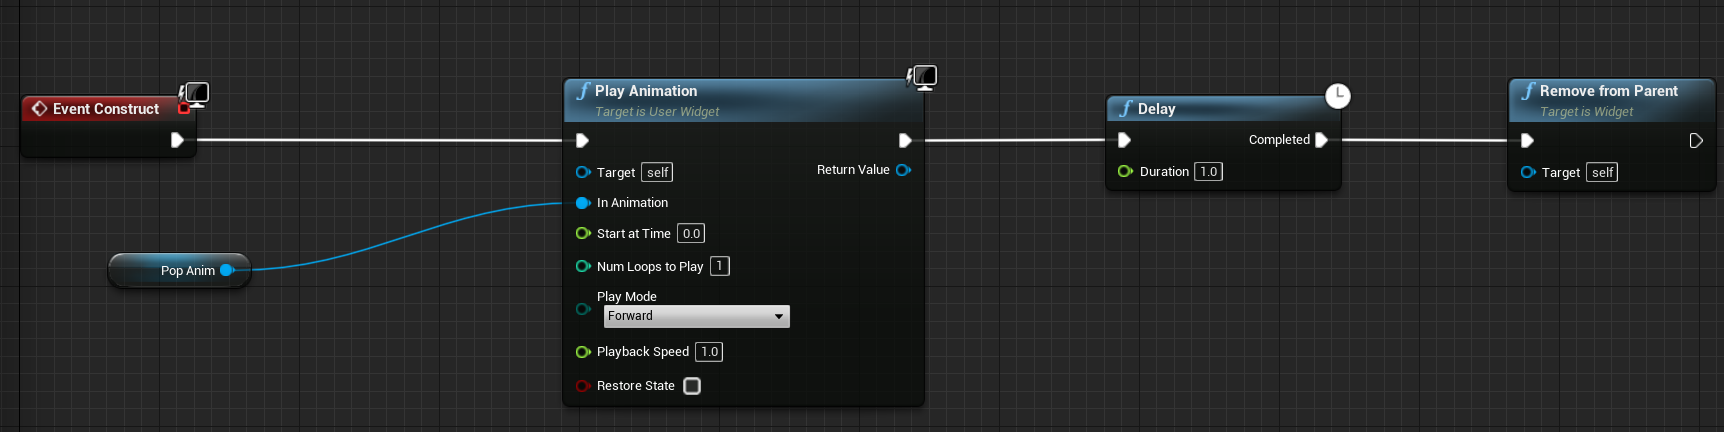 Event Construct
Pop Anim
Play Animation
Target is User Widget
Target self
Return Value
In Animation
Start at Time 0.0
Num Loops to Play 1
Play Mode
Forward
Playback Speed 1.0
Restore State
Delay
Completed
Duration 1.0
Remove from Parent
Target is Widget
Target self